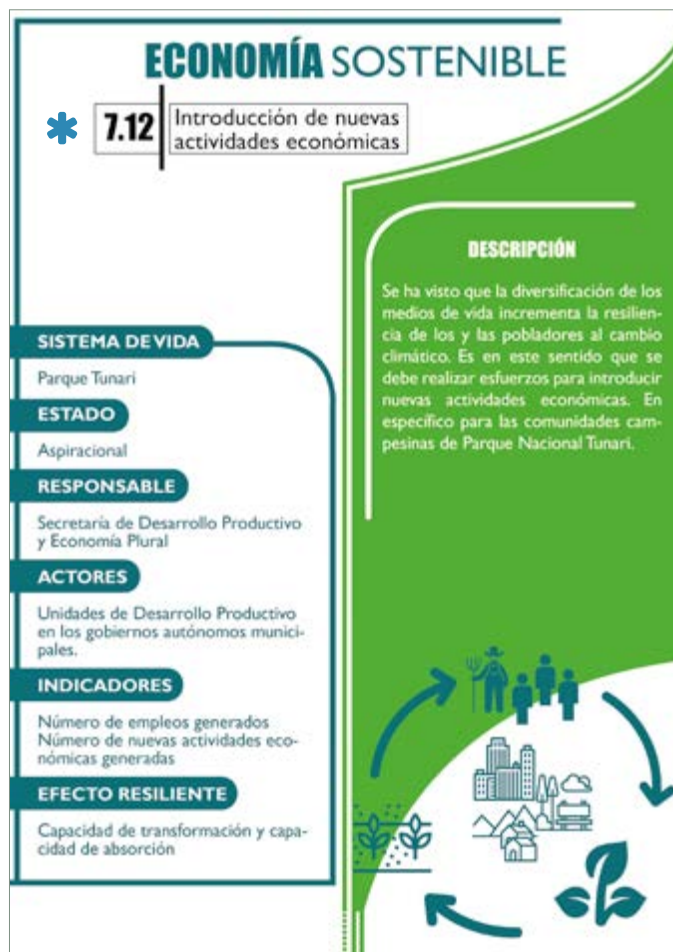 ECONOMÍA SOSTENIBLE
* 7.12
Introducción de nuevas
actividades económicas
SISTEMA DE VIDA
Parque Tunari
ESTADO
Aspiracional
RESPONSABLE
Secretaría de Desarrollo Productivo
y Economía Plural
ACTORES
Unidades de Desarrollo Productivo
en los gobiernos autónomos munici-
pales.
INDICADORES
Número de empleos generados
Número de nuevas actividades eco-
nómicas generadas
EFECTO RESILIENTE
Capacidad de transformación y capa-
cidad de absorción
DESCRIPCIÓN
Se ha visto que la diversificación de los
medios de vida incrementa la resilien-
cia de los y las pobladores al cambio
climático. Es en este sentido que se
debe realizar esfuerzos para introducir
nuevas actividades económicas. En
específico para las comunidades cam-
pesinas de Parque Nacional Tunari.